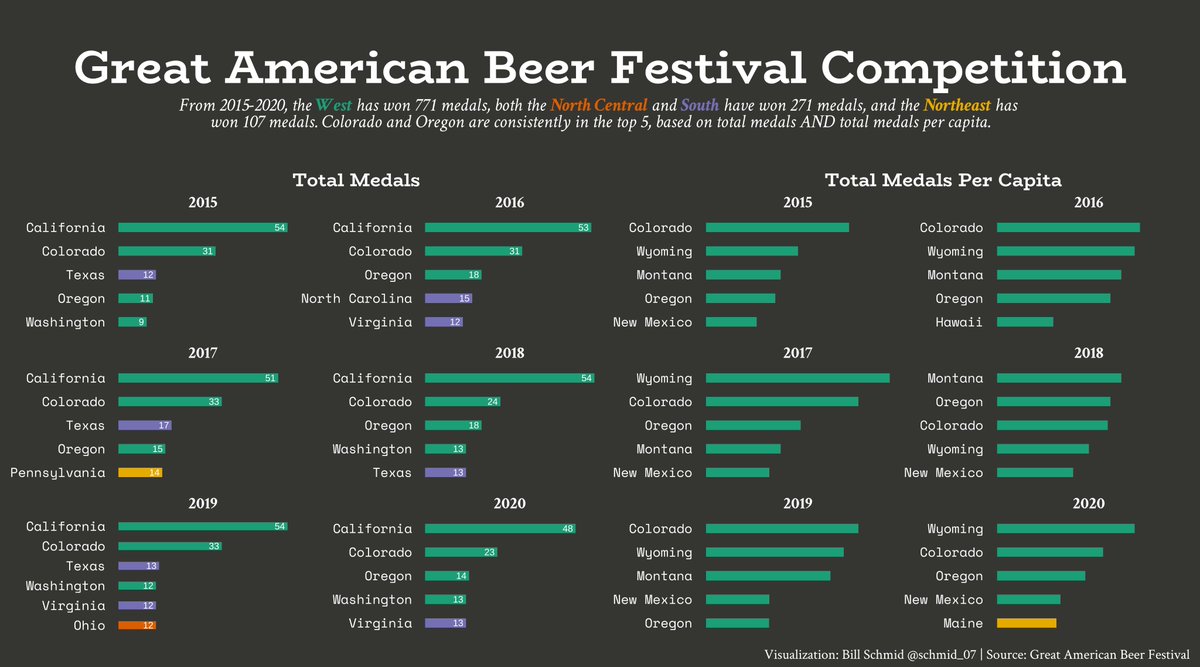 Great American Beer Festival Competition
From 2015-2020, the West has won 771 medals, both the North Central and South have won 271 medals, and the Northeast has
won 107 medals. Colorado and Oregon are consistently in the top 5, based on total medals AND total medals per capita.
Total Medals
2015
California 54
Colorado 31
Texas 12
Oregon 11
Washington 9
2016
California 53
Colorado 31
Oregon 18
North Carolina 15
Virginia 12
2017
California 51
Colorado 33
Texas 17
Oregon 15
Pennsylvania 14
2018
California 54
Colorado 24
Oregon 18
Washington 13
Texas 13
2019
California 54
Colorado 33
Texas 13
Washington 12
Virginia 12
Ohio 12
2020
California 48
Colorado 23
Oregon 14
Washington 13
Virginia 13
Total Medals Per Capita
2015
Colorado
Wyoming
Montana
Oregon
New Mexico
2016
Colorado
Wyoming
Montana
Oregon
Hawaii
2017
Wyoming
Colorado
Oregon
Montana
New Mexico
2018
Montana
Oregon
Colorado
Wyoming
New Mexico
2019
Colorado
Wyoming
Montana
New Mexico
Oregon
2020
Wyoming
Colorado
Oregon
New Mexico
Maine
Visualization: Bill Schmid @schmid_07 | Source: Great American Beer Festival